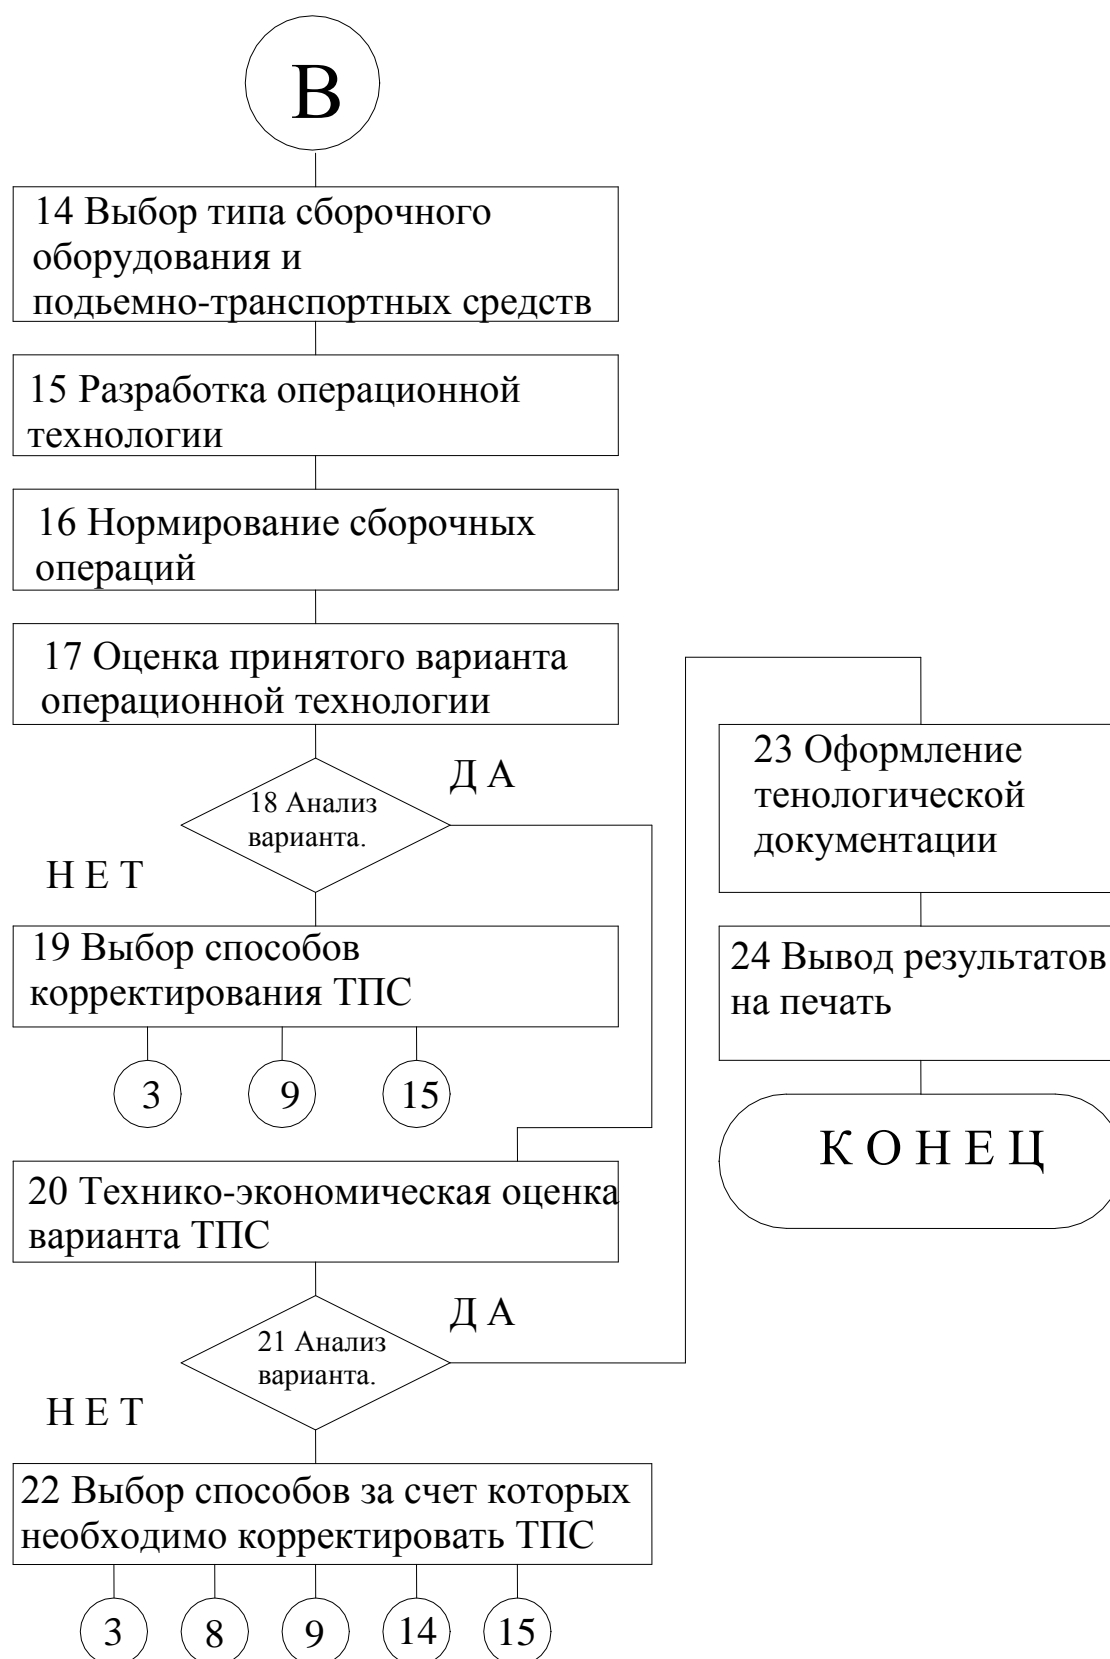 В
14 Выбор типа сборочного
оборудования и
подьемно-транспортных средств
15 Разработка операционной
технологии
16 Нормирование сборочных
операций
17 Оценка принятого варианта
операционной технологии
Д А
18 Анализ
варианта.
Н Е Т
19 Выбор способов
корректирования ТПС
3 9 15
20 Технико-экономическая оценка
варианта ТПС
Д А
21 Анализ
варианта.
Н Е Т
22 Выбор способов за счет которых
необходимо корректировать ТПС
3 8 9 14 15
23 Оформление
тенологической
документации
24 Вывод результатов
на печать
К О Н Е Ц